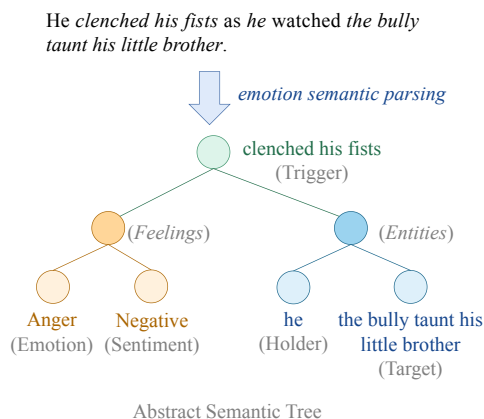 He clenched his fists as he watched the bully
taunt his little brother.
emotion semantic parsing
clenched his fists
(Trigger)
(Feelings)
(Entities)
Anger
(Emotion)
Negative
(Sentiment)
he
(Holder)
the bully taunt his
little brother
(Target)
Abstract Semantic Tree